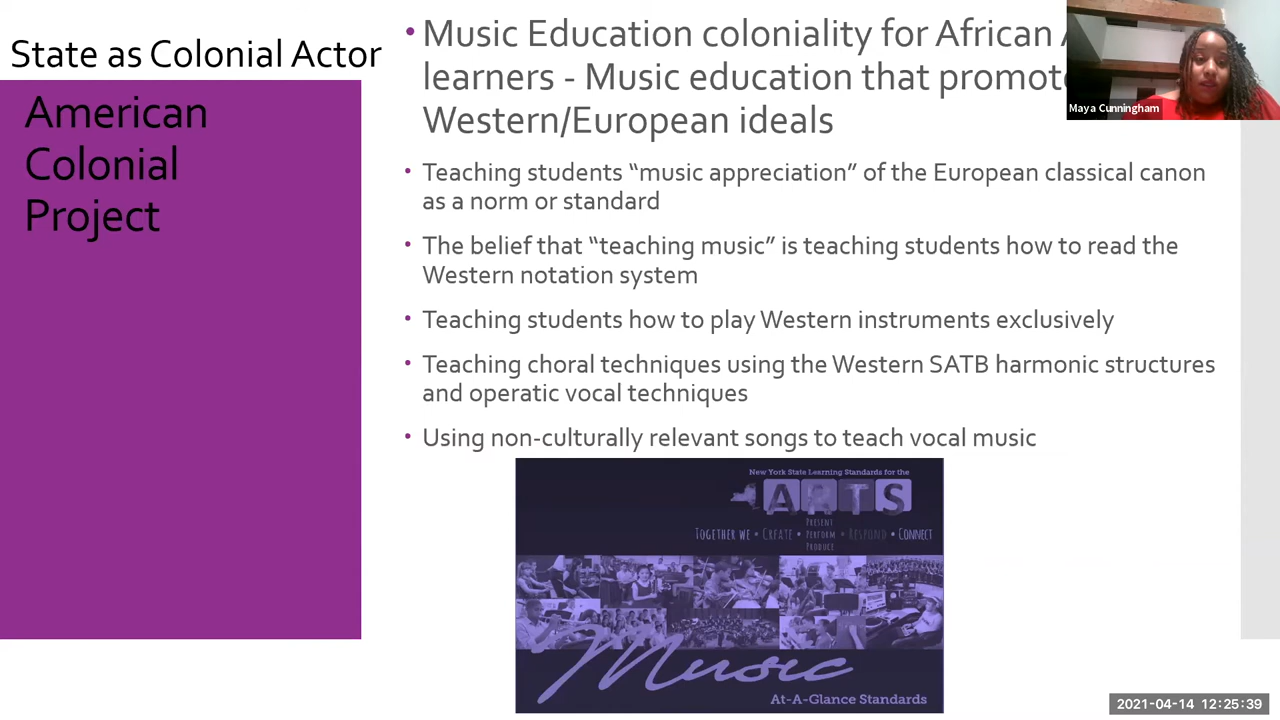 State as Colonial Actor
American
Colonial
Project
• Music Education coloniality for African
learners - Music education that promot
Western/European ideals
• Teaching students “music appreciation” of the European classical canon
as a norm or standard
• The belief that “teaching music” is teaching students how to read the
Western notation system
• Teaching students how to play Western instruments exclusively
• Teaching choral techniques using the Western SATB harmonic structures
and operatic vocal techniques
• Using non-culturally relevant songs to teach vocal music
Maya Cunningham
New York State Learning Standards for the
ARTS
PRESENT
TOGETHER WE • CREATE • PERFORM • RESPOND • CONNECT
PRODUCE
Music
At-A-Glance Standards
2021-04-14 12:25:39